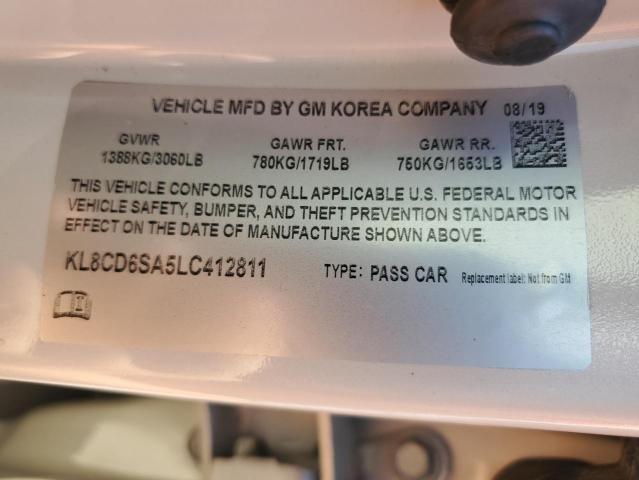 VEHICLE MFD BY GM KOREA COMPANY 08/19
GVWR GAWR FRT. GAWR RR.
1388KG/3060LB 780KG/1719LB 750KG/1653LB
THIS VEHICLE CONFORMS TO ALL APPLICABLE U.S. FEDERAL MOTOR
VEHICLE SAFETY, BUMPER, AND THEFT PREVENTION STANDARDS IN
EFFECT ON THE DATE OF MANUFACTURE SHOWN ABOVE.
KL8CD6SA5LC412811 TYPE: PASS CAR Replacement label: Not from GM